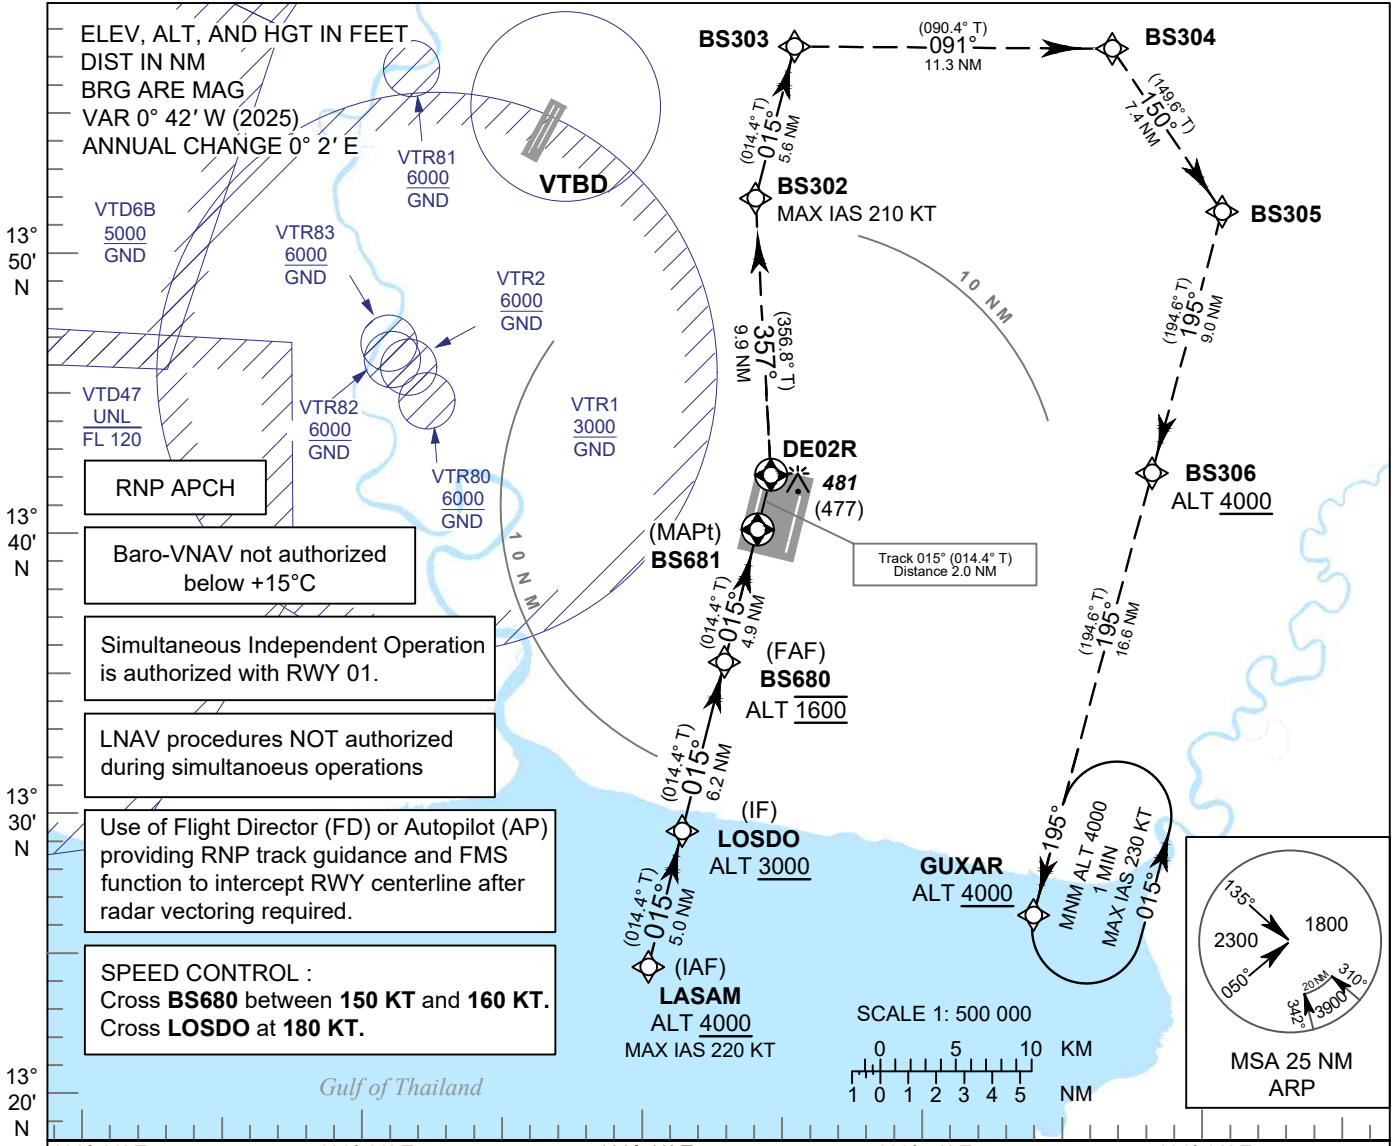 ELEV, ALT, AND HGT IN FEET
DIST IN NM
BRG ARE MAG
VAR 0° 42′ W (2025)
ANNUAL CHANGE 0° 2′ E
VTR81
6000
GND
VTBD
VTD6B
5000
GND
VTR83
6000
GND
VTR2
6000
GND
VTD47
UNL
FL 120
VTR82
6000
GND
VTR1
3000
GND
VTR80
6000
GND
13°
50'
N
13°
40'
N
13°
30'
N
13°
20'
N
BS303
(090.4° T)
091°
11.3 NM
BS304
(149.6° T)
150°
7.4 NM
BS305
(014.4° T)
015°
5.6 NM
BS302
MAX IAS 210 KT
10 NM
(194.6° T)
195°
9.0 NM
(356.8° T)
357°
9.9 NM
DE02R
481
(477)
BS306
ALT 4000
(MAPt)
BS681
Track 015° (014.4° T)
Distance 2.0 NM
10 NM
(014.4° T)
015°
4.9 NM
(194.6° T)
195°
16.6 NM
(FAF)
BS680
ALT 1600
(014.4° T)
015°
6.2 NM
(IF)
LOSDO
ALT 3000
(014.4° T)
015°
5.0 NM
(IAF)
LASAM
ALT 4000
MAX IAS 220 KT
GUXAR
ALT 4000
195°
MNM ALT 4000
1 MIN
MAX IAS 230 KT
015°
RNP APCH
Baro-VNAV not authorized
below +15°C
Simultaneous Independent Operation
is authorized with RWY 01.
LNAV procedures NOT authorized
during simultanoeus operations
Use of Flight Director (FD) or Autopilot (AP)
providing RNP track guidance and FMS
function to intercept RWY centerline after
radar vectoring required.
SPEED CONTROL :
Cross BS680 between 150 KT and 160 KT.
Cross LOSDO at 180 KT.
Gulf of Thailand
SCALE 1: 500 000
0 5 10 KM
1 0 1 2 3 4 5 NM
135°
1800
2300
050°
20 NM
310°
342°
3900
MSA 25 NM
ARP